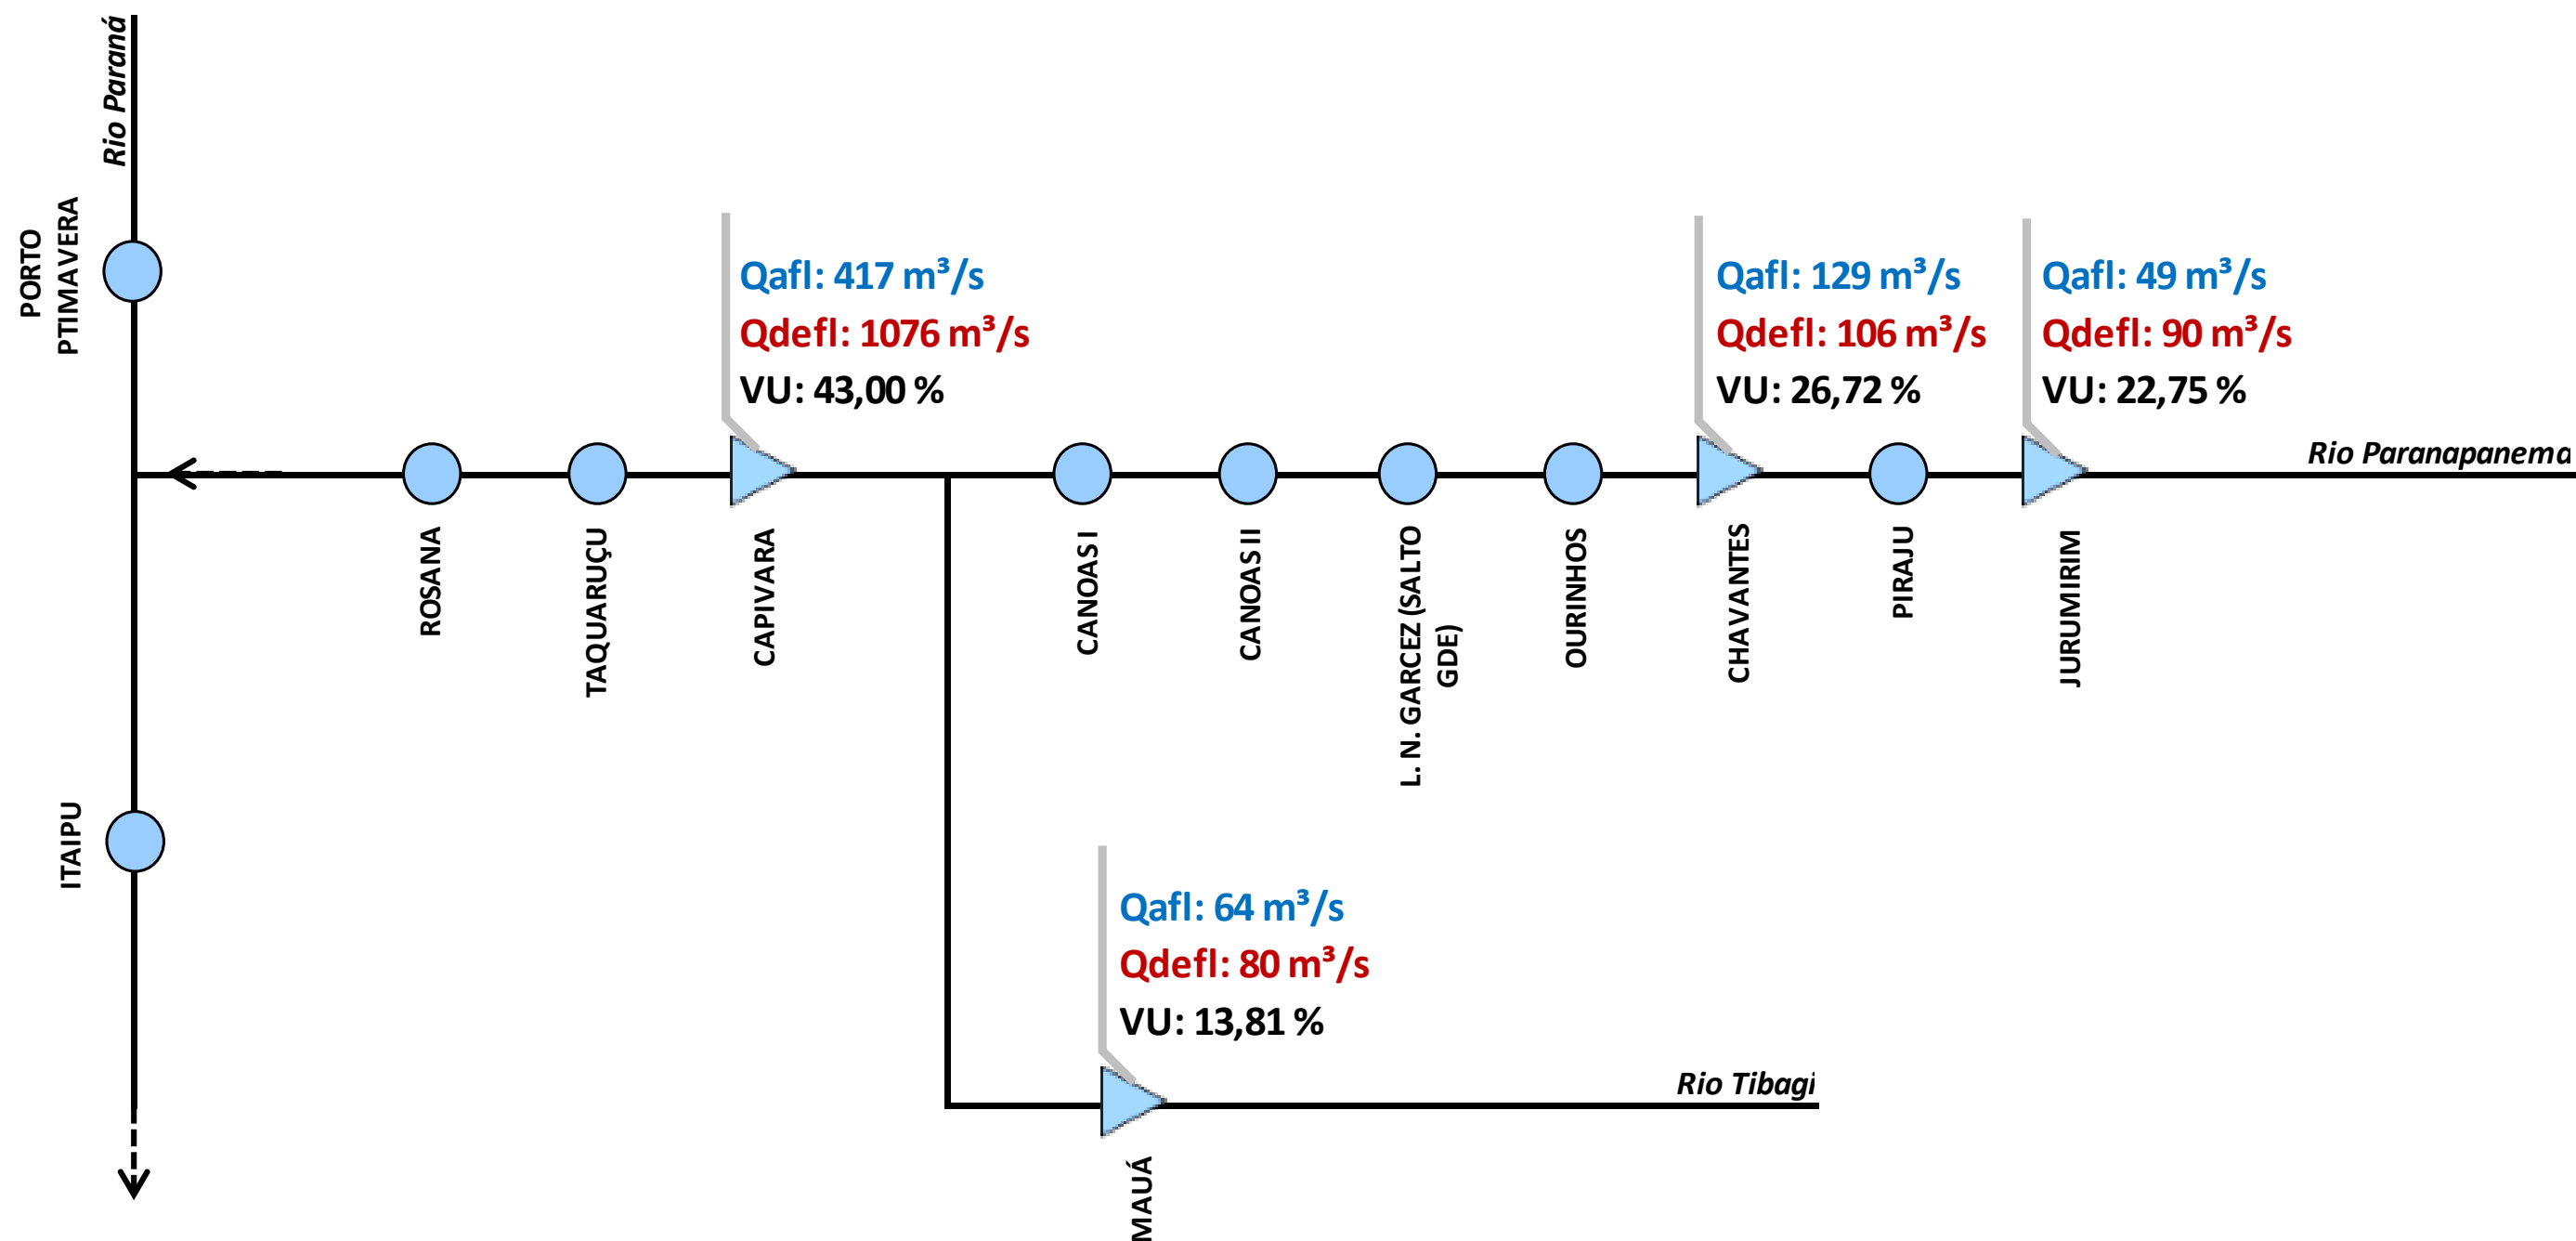 Rio Paraná
PORTO
PTIMAVERA
Qafl: 417 m³/s
Qdefl: 1076 m³/s
VU: 43,00 %
Qafl: 129 m³/s
Qdefl: 106 m³/s
VU: 26,72 %
Qafl: 49 m³/s
Qdefl: 90 m³/s
VU: 22,75 %
Rio Paranapanema
ROSANA
TAQUARUÇU
CAPIVARA
CANOAS I
CANOAS II
L. N. GARCEZ (SALTO
GDE)
OURINHOS
CHAVANTES
PIRAJU
JURUMIRIM
ITAIPU
Qafl: 64 m³/s
Qdefl: 80 m³/s
VU: 13,81 %
Rio Tibagi
MAUÁ